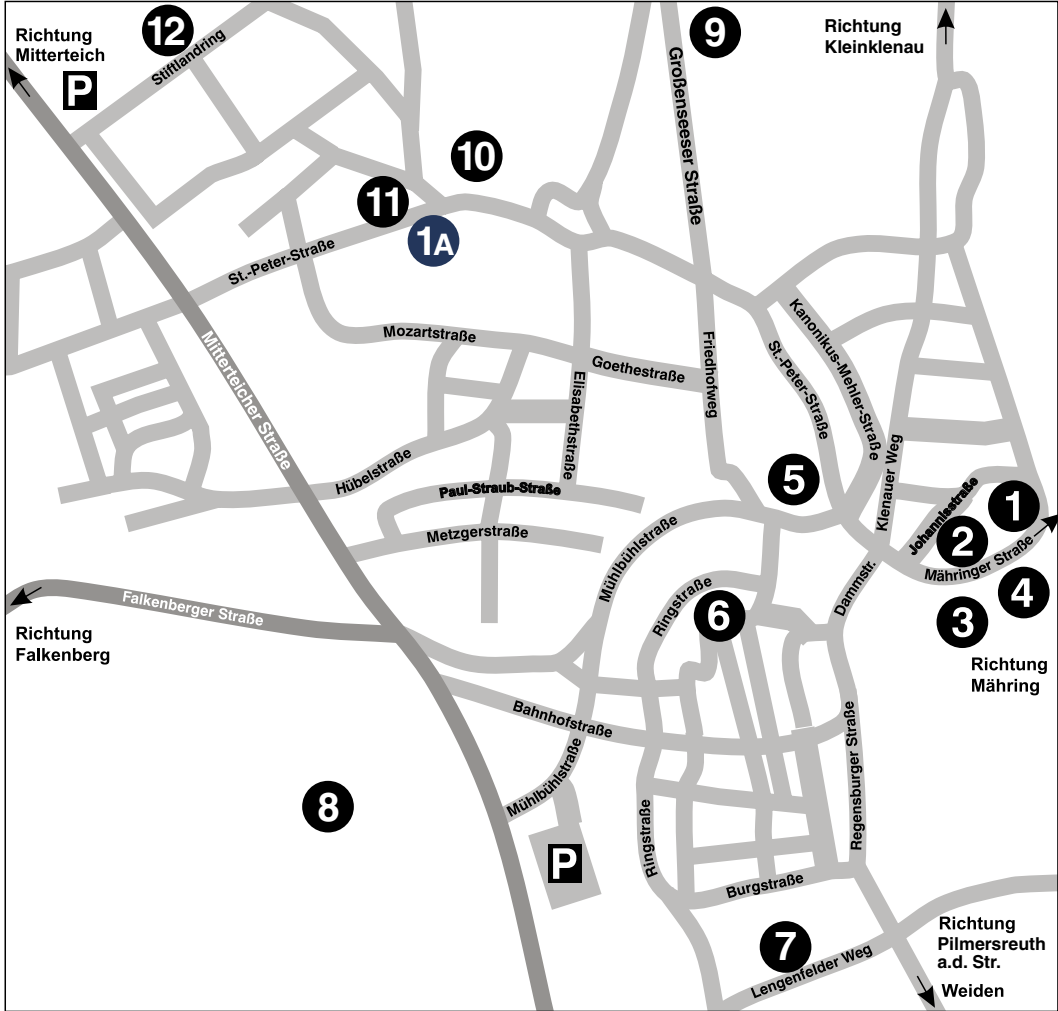 Richtung
Mitterteich
P
12
Stiftlandring
9
Großenseeser Straße
Richtung
Kleinklenau
10
11
1A
St.-Peter-Straße
Mozartstraße
Goethestraße
Friedhofweg
St.-Peter-Straße
Kanonikus-Mehler-Straße
Mitterteicher Straße
Elisabethstraße
Hübelstraße
Paul-Straub-Straße
Metzgerstraße
5
Klenauer Weg
Johannisstraße
1
2
Mähringer Straße
4
3
Richtung
Mähring
Mühlbühlstraße
Ringstraße
6
Dammstr.
Falkenberger Straße
Richtung
Falkenberg
Bahnhofstraße
Mühlbühlstraße
Regensburger Straße
8
P
Ringstraße
Burgstraße
7
Lengenfelder Weg
Richtung
Pilmersreuth
a.d. Str.
Weiden